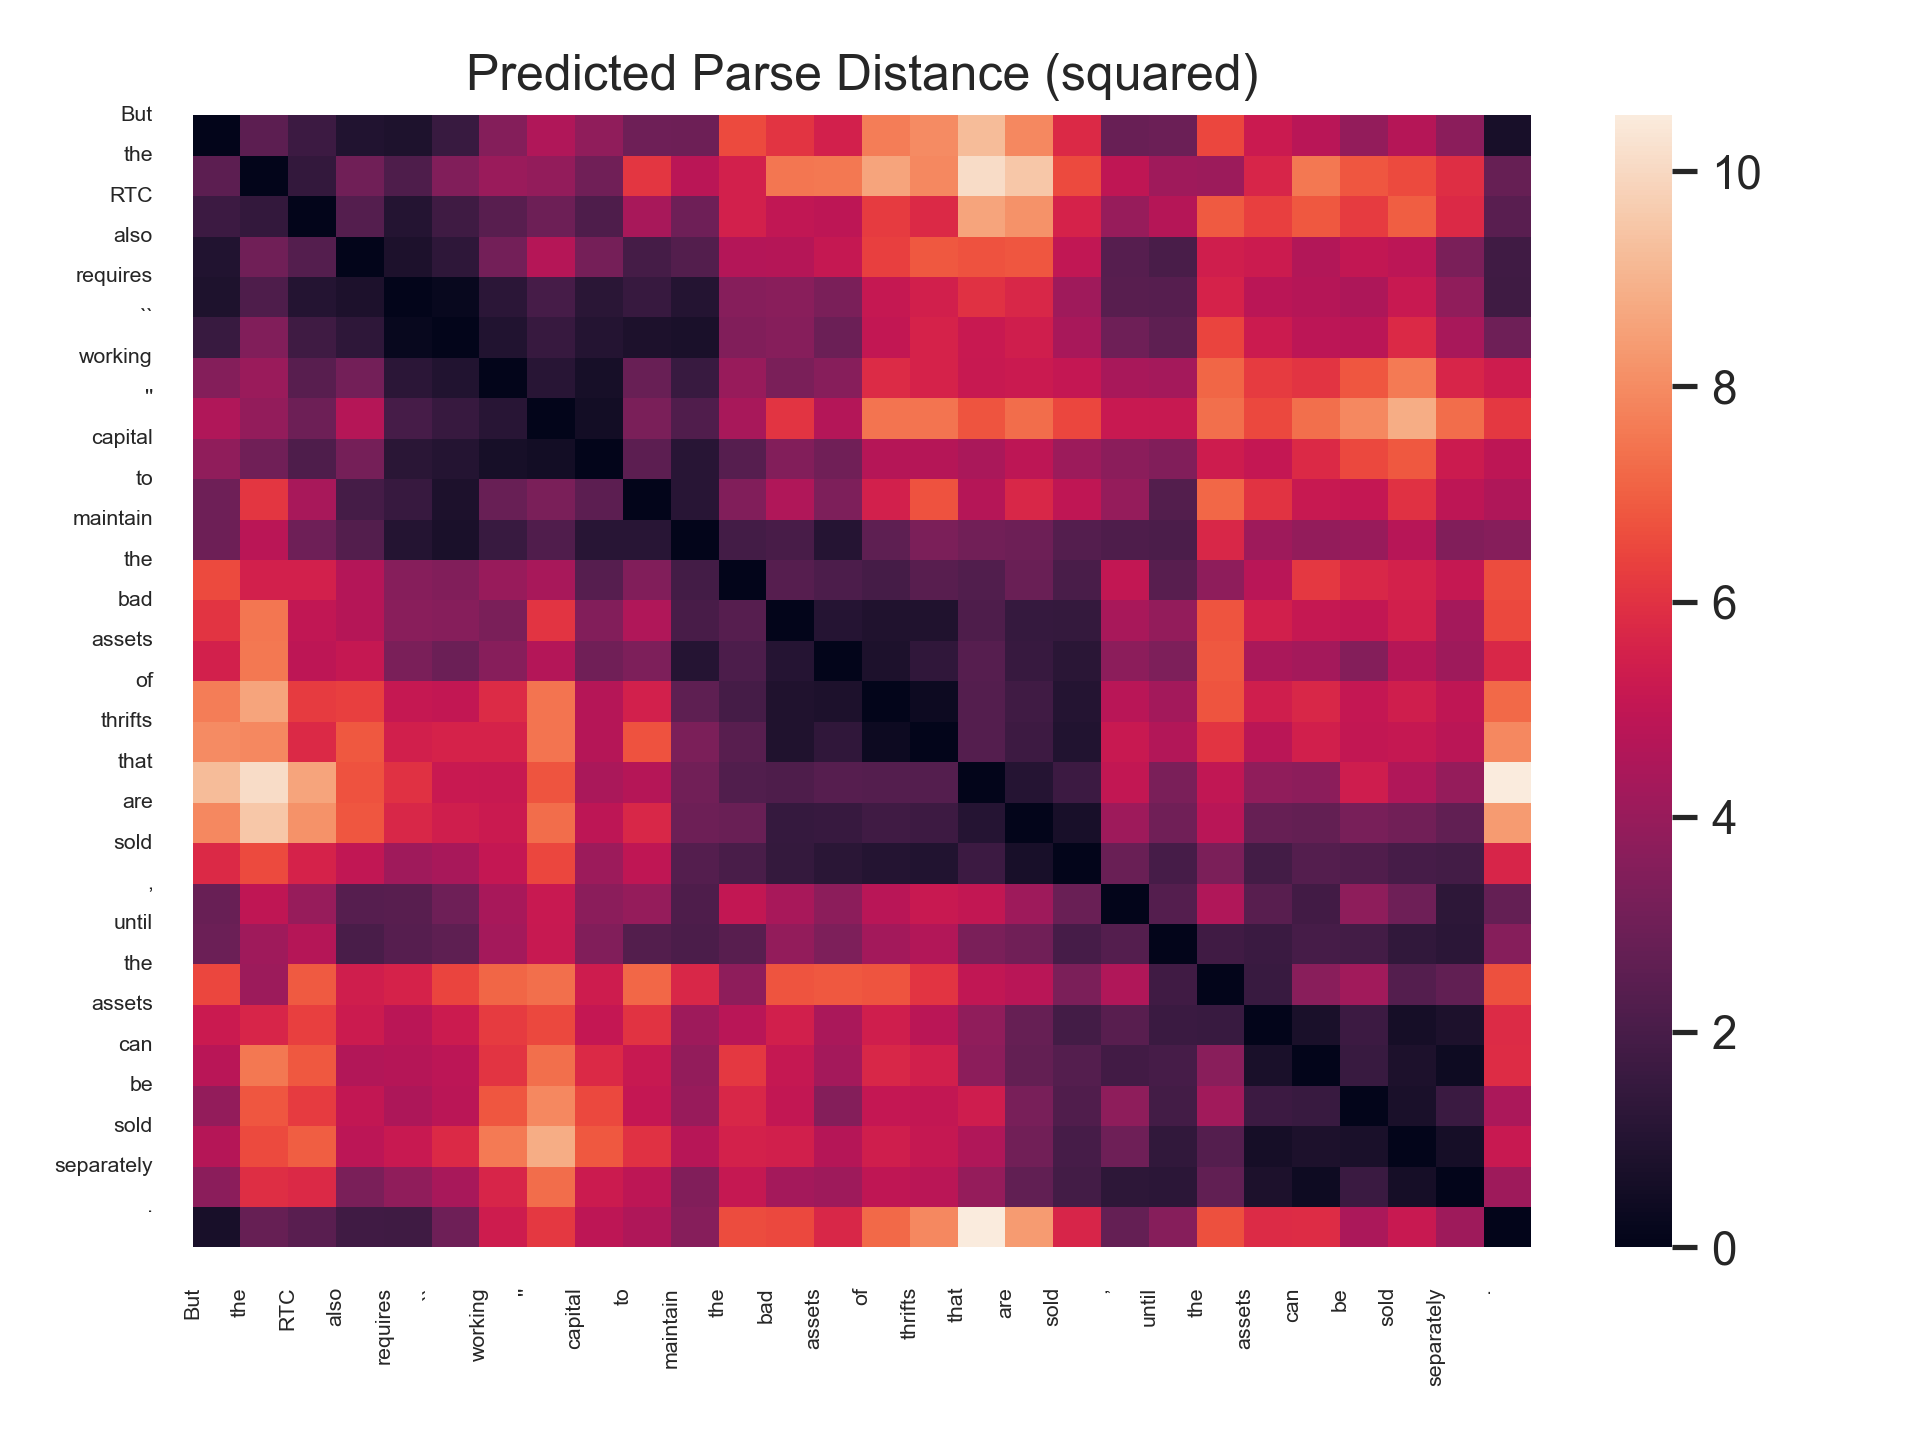 Predicted Parse Distance (squared)
But
the
RTC
also
requires
``
working
''
capital
to
maintain
the
bad
assets
of
thrifts
that
are
sold
,
until
the
assets
can
be
sold
separately
.
10
8
6
4
2
0
But the RTC also requires `` working '' capital to maintain the bad assets of thrifts that are sold , until the assets can be sold separately .